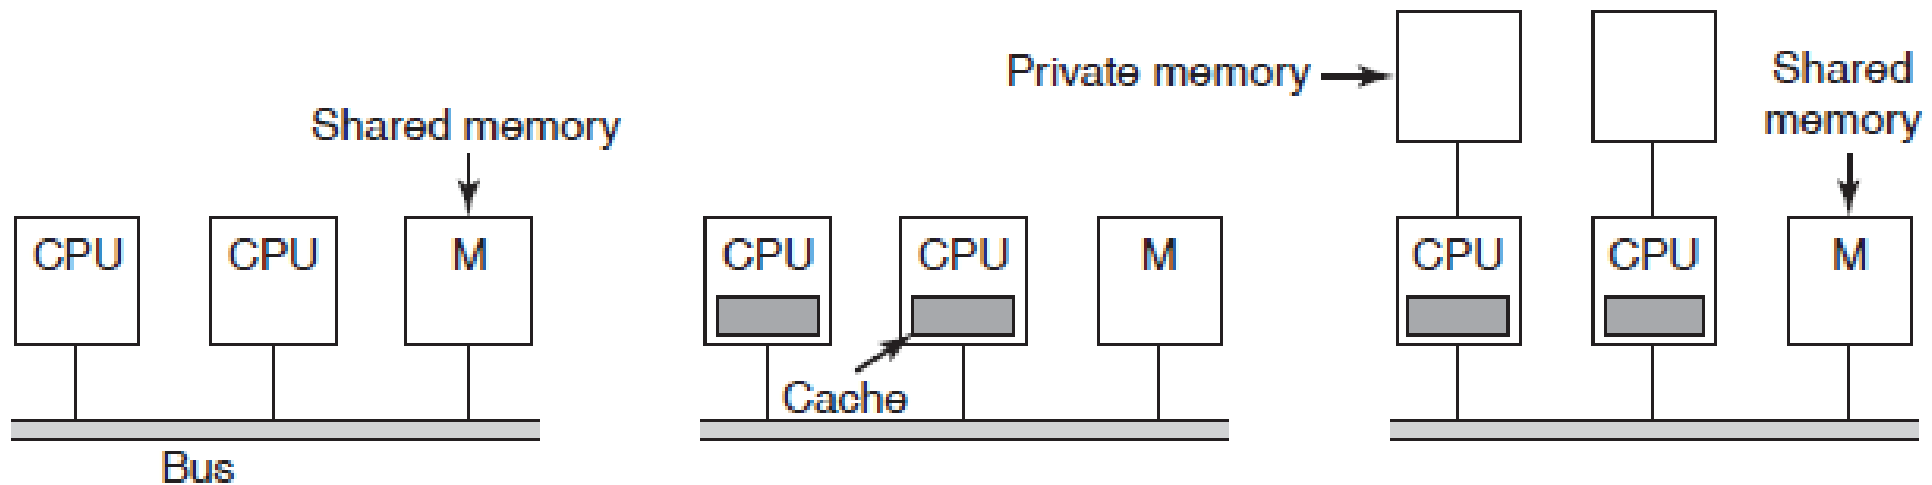 Shared memory
CPU
CPU
M
Bus
CPU
CPU
M
Cache
Private memory
Shared
memory
CPU
CPU
M